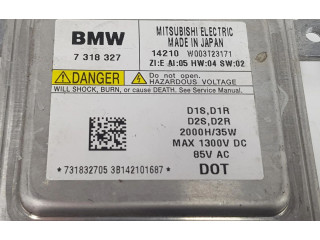 BMW
7 318 327
MITSUBISHI ELECTRIC
MADE IN JAPAN
14210 W003T23171
ZI:E AI:05 HW:04 SW:02
DANGER
Do not open.
HAZARDOUS VOLTAGE
Will shock, burn, or cause death. See Service Manual.
D1S,D1R
D2S,D2R
2000H/35W
MAX 1300V DC
85V AC
*731832705 3B142101687*
DOT